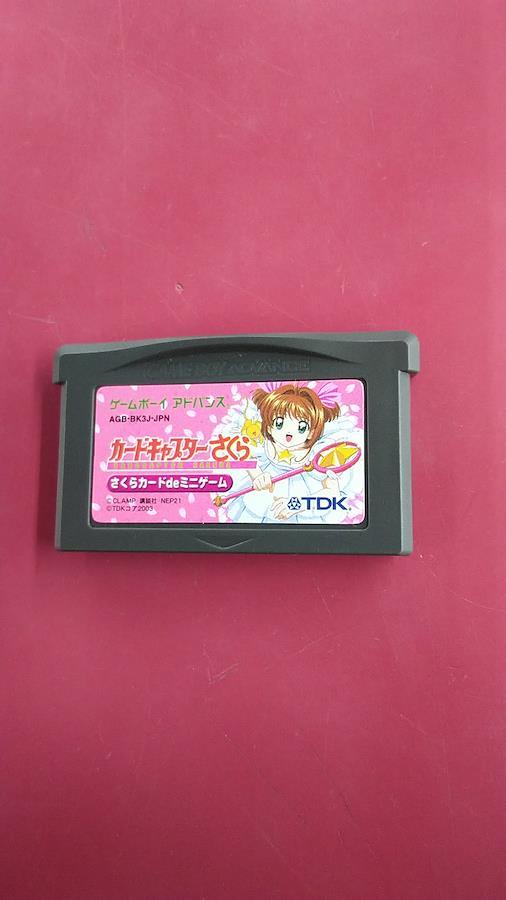 GAME BOY ADVANCE
ゲームボーイ アドバンス
AGB-BK3J-JPN
カードキャプターさくら
CARDCAPTOR SAKURA
さくらカードdeミニゲーム
©CLAMP・講談社・NEP21
©TDKコア2003
TDK